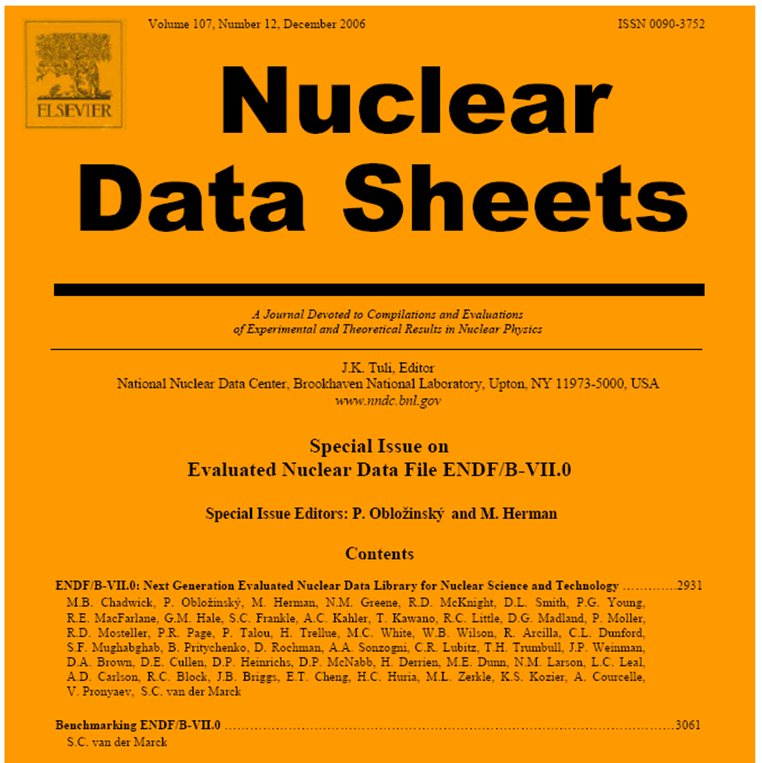 Volume 107, Number 12, December 2006
ISSN 0090-3752
ELSEVIER
Nuclear
Data Sheets
A Journal Devoted to Compilations and Evaluations
of Experimental and Theoretical Results in Nuclear Physics
J.K. Tuli, Editor
National Nuclear Data Center, Brookhaven National Laboratory, Upton, NY 11973-5000, USA
www.nndc.bnl.gov
Special Issue on
Evaluated Nuclear Data File ENDF/B-VII.0
Special Issue Editors: P. Obložinský and M. Herman
Contents
ENDF/B-VII.0: Next Generation Evaluated Nuclear Data Library for Nuclear Science and Technology ............2931
M.B. Chadwick, P. Obložinský, M. Herman, N.M. Greene, R.D. McKnight, D.L. Smith, P.G. Young,
R.E. MacFarlane, G.M. Hale, S.C. Frankle, A.C. Kahler, T. Kawano, R.C. Little, D.G. Madland, P. Moller,
R.D. Mosteller, P.R. Page, P. Talou, H. Trellue, M.C. White, W.B. Wilson, R. Arcilla, C.L. Dunford,
S.F. Mughabghab, B. Pritychenko, D. Rochman, A.A. Sonzogni, C.R. Lubitz, T.H. Trumbull, J.P. Weinman,
D.A. Brown, D.E. Cullen, D.P. Heinrichs, D.P. McNabb, H. Derrien, M.E. Dunn, N.M. Larson, L.C. Leal,
A.D. Carlson, R.C. Block, J.B. Briggs, E.T. Cheng, H.C. Huria, M.L. Zerkle, K.S. Kozier, A. Courcelle,
V. Pronyaev, S.C. van der Marck
Benchmarking ENDF/B-VII.0 ............3061
S.C. van der Marck